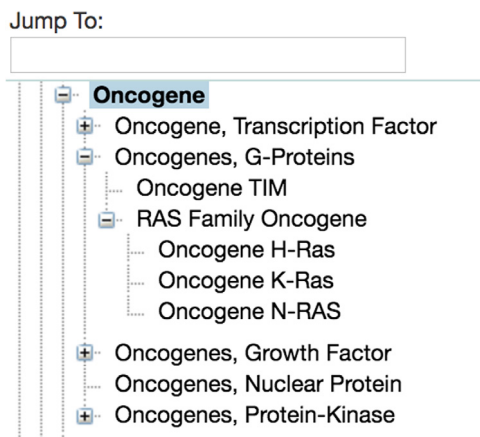 Jump To:
Oncogene
Oncogene, Transcription Factor
Oncogenes, G-Proteins
Oncogene TIM
RAS Family Oncogene
Oncogene H-Ras
Oncogene K-Ras
Oncogene N-RAS
Oncogenes, Growth Factor
Oncogenes, Nuclear Protein
Oncogenes, Protein-Kinase